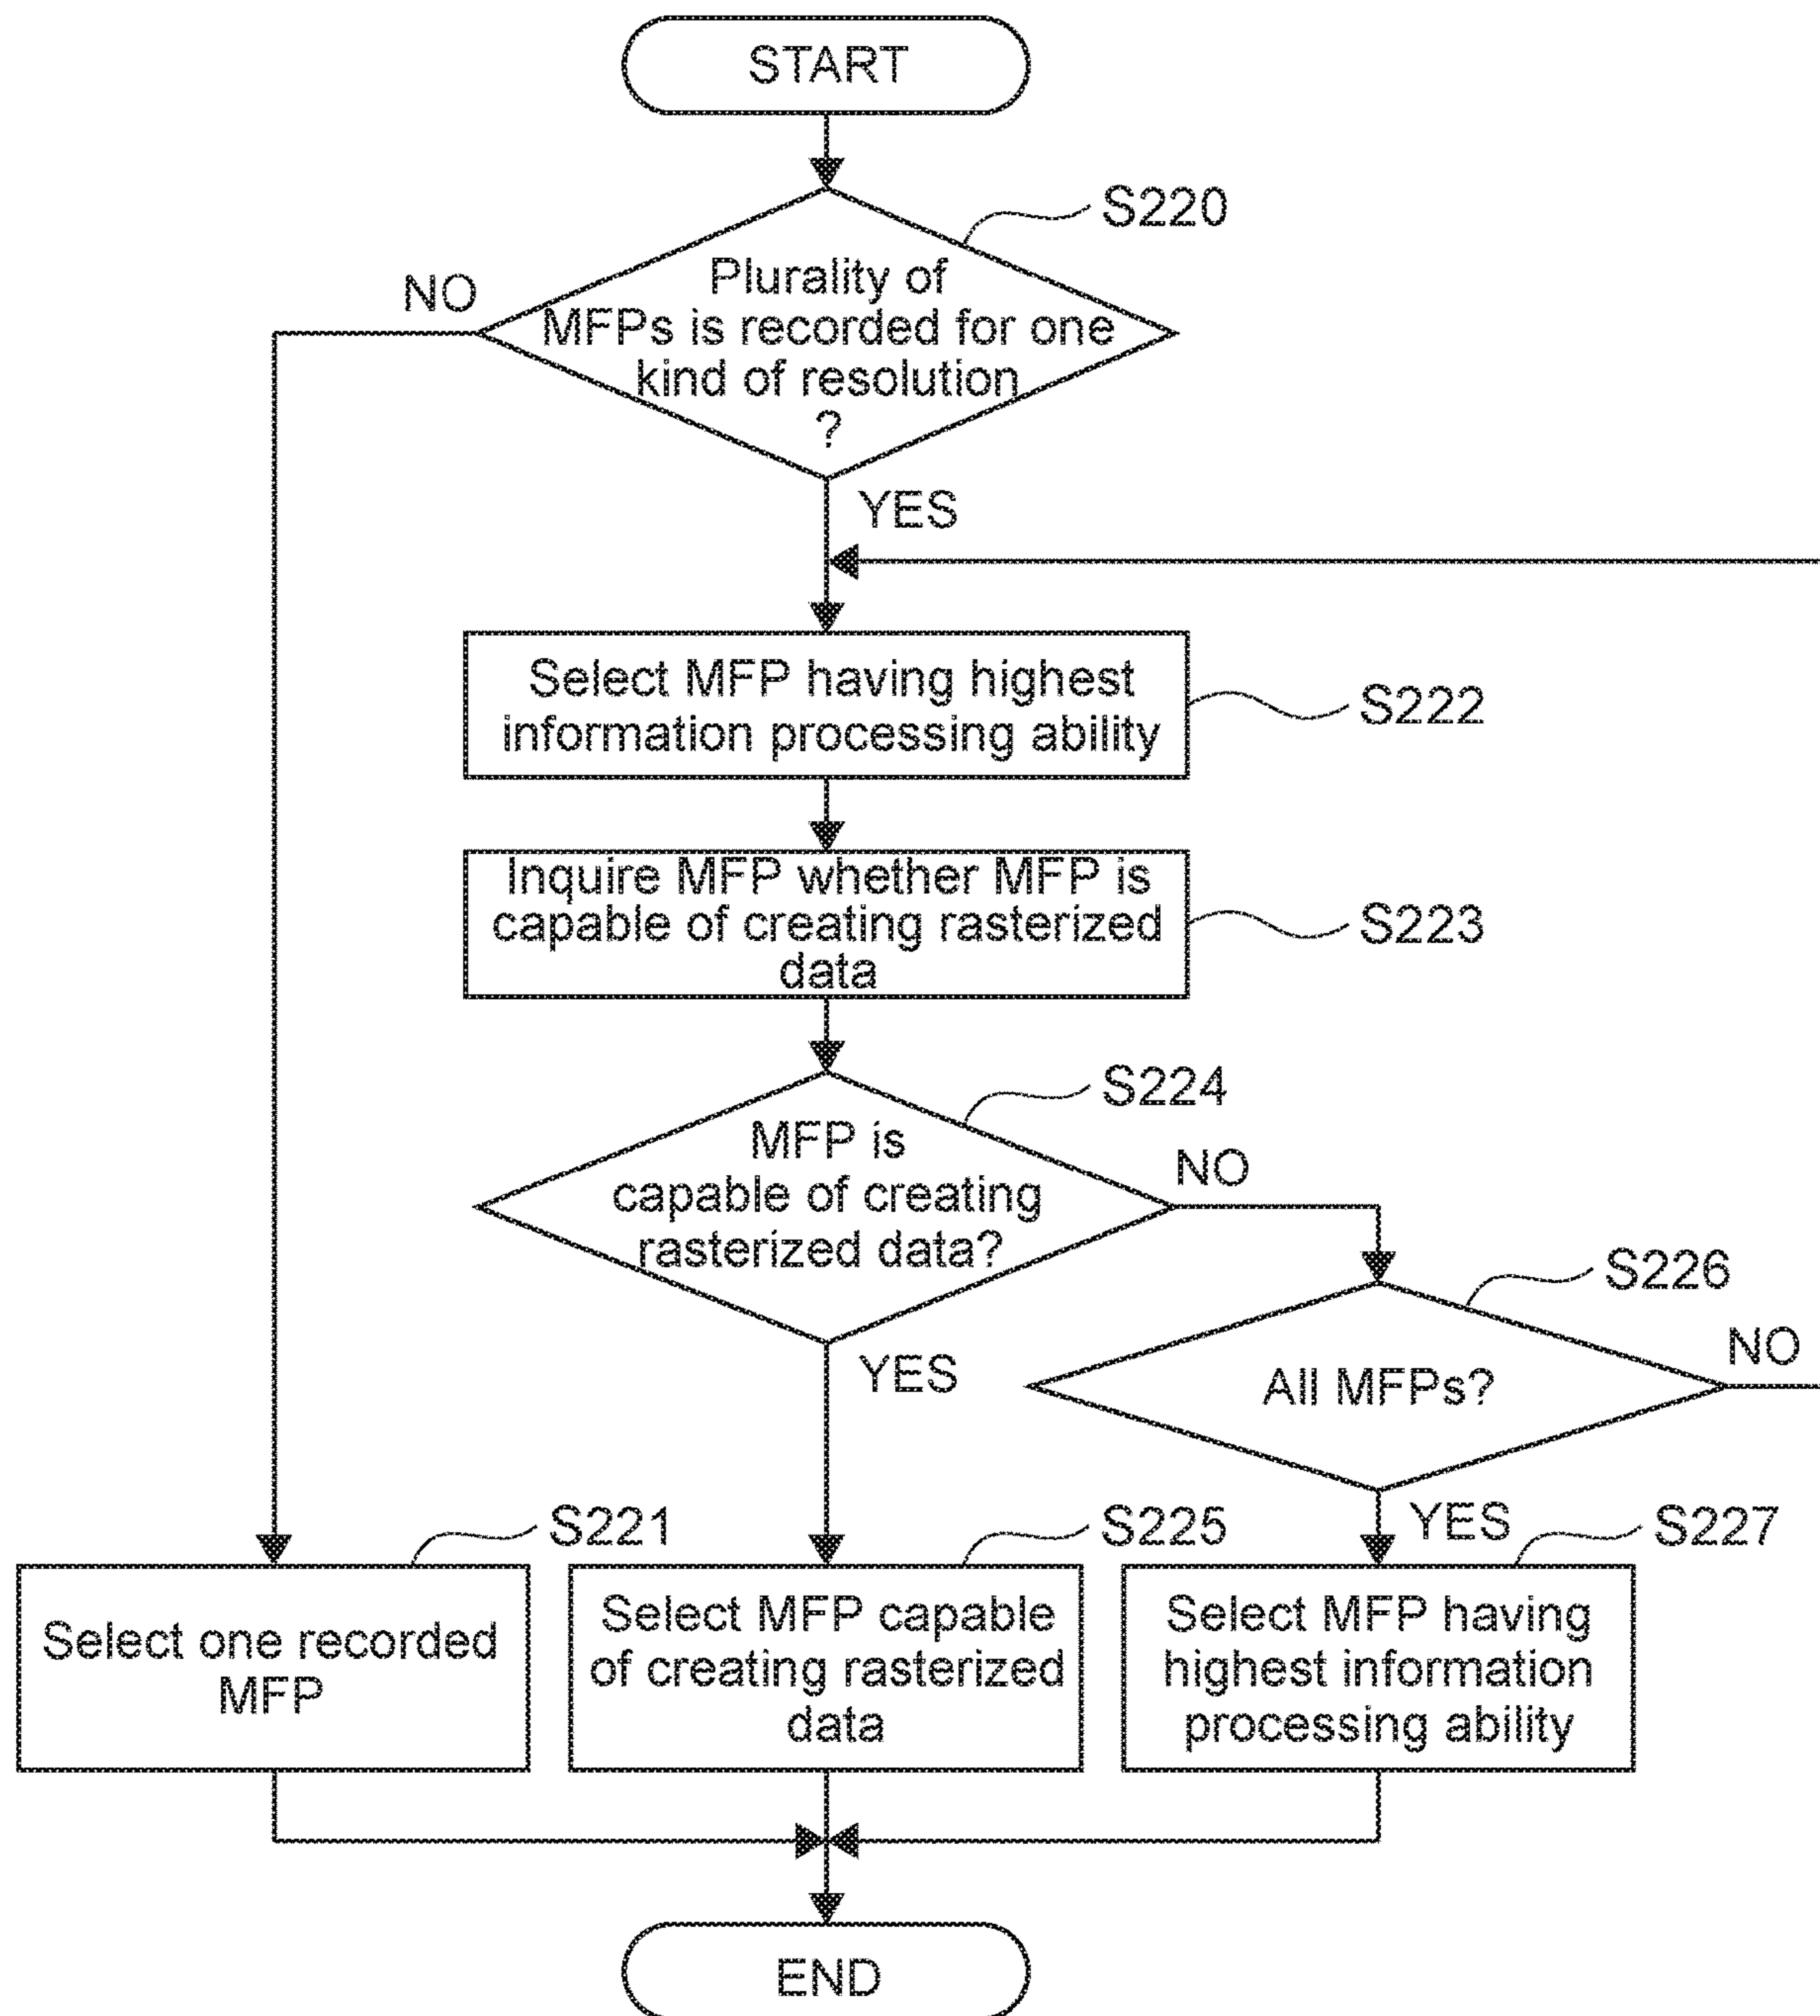 START
S220
NO
Plurality of
MFPs is recorded for one
kind of resolution
?
YES
Select MFP having highest
information processing ability
S222
Inquire MFP whether MFP is
capable of creating rasterized
data
S223
S224
MFP is
capable of creating
rasterized data?
NO
YES
S226
All MFPs?
NO
YES
S221
Select one recorded
MFP
S225
Select MFP capable
of creating rasterized
data
S227
Select MFP having
highest information
processing ability
END